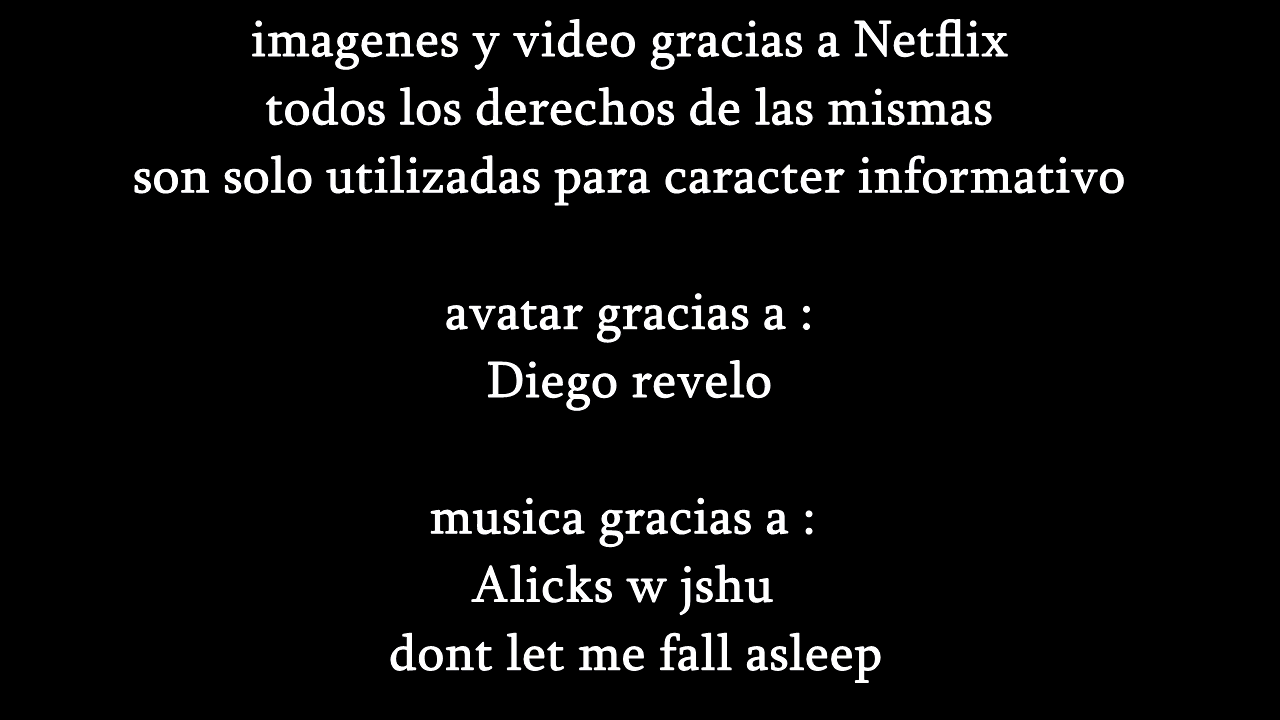 imagenes y video gracias a Netflix
todos los derechos de las mismas
son solo utilizadas para caracter informativo
avatar gracias a :
Diego revelo
musica gracias a :
Alicks w jshu
dont let me fall asleep